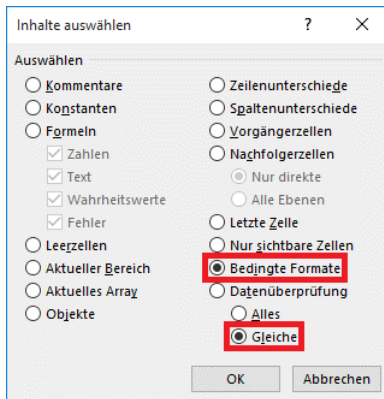 Inhalte auswählen ? ×
Auswählen
Kommentare
Konstanten
Formeln
Zahlen
Text
Wahrheitswerte
Fehler
Leerzellen
Aktueller Bereich
Aktuelles Array
Objekte
Zeilenunterschiede
Spaltenunterschiede
Vorgängerzellen
Nachfolgerzellen
Nur direkte
Alle Ebenen
Letzte Zelle
Nur sichtbare Zellen
Bedingte Formate
Datenüberprüfung
Alles
Gleiche
OK Abbrechen